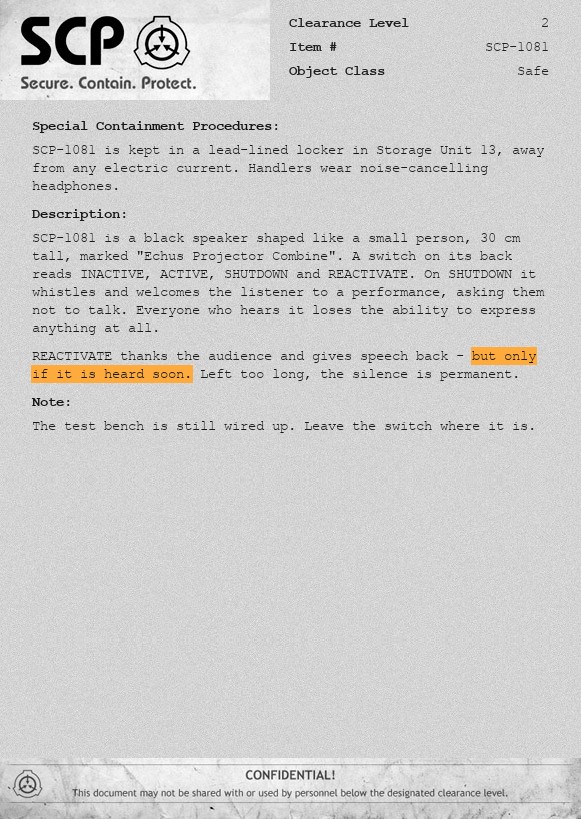 SCP
Secure. Contain. Protect.
Clearance Level 2
Item # SCP-1081
Object Class Safe
Special Containment Procedures:
SCP-1081 is kept in a lead-lined locker in Storage Unit 13, away
from any electric current. Handlers wear noise-cancelling
headphones.
Description:
SCP-1081 is a black speaker shaped like a small person, 30 cm
tall, marked "Echus Projector Combine". A switch on its back
reads INACTIVE, ACTIVE, SHUTDOWN and REACTIVATE. On SHUTDOWN it
whistles and welcomes the listener to a performance, asking them
not to talk. Everyone who hears it loses the ability to express
anything at all.
REACTIVATE thanks the audience and gives speech back - but only
if it is heard soon. Left too long, the silence is permanent.
Note:
The test bench is still wired up. Leave the switch where it is.
CONFIDENTIAL!
This document may not be shared with or used by personnel below the designated clearance level.